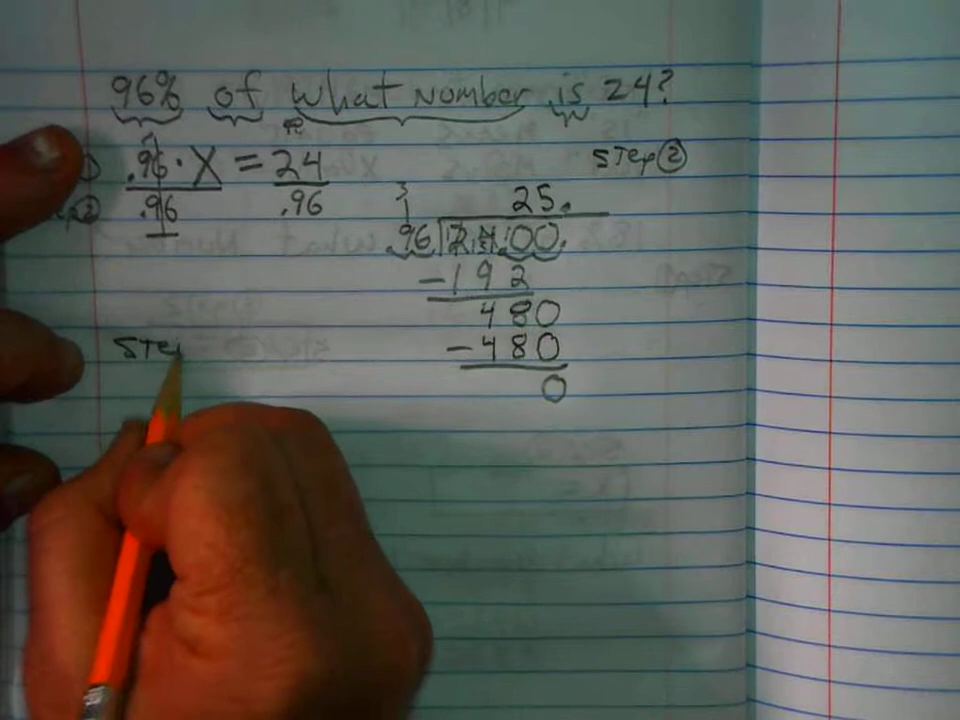 96% of what number is 24?
.96 · X = 24
.96 .96
Step ②
3
25.
.96 24.00.
-192
480
-480
0
Step